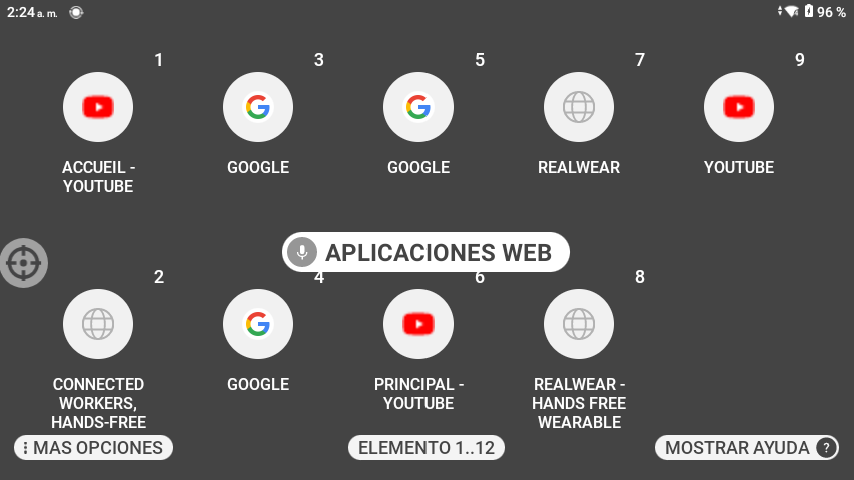 2:24 a. m.
96 %
1
3
5
7
9
ACCUEIL -
YOUTUBE
GOOGLE
GOOGLE
REALWEAR
YOUTUBE
APLICACIONES WEB
2
4
6
8
CONNECTED
WORKERS,
HANDS-FREE
GOOGLE
PRINCIPAL -
YOUTUBE
REALWEAR -
HANDS FREE
WEARABLE
MAS OPCIONES
ELEMENTO 1..12
MOSTRAR AYUDA ?